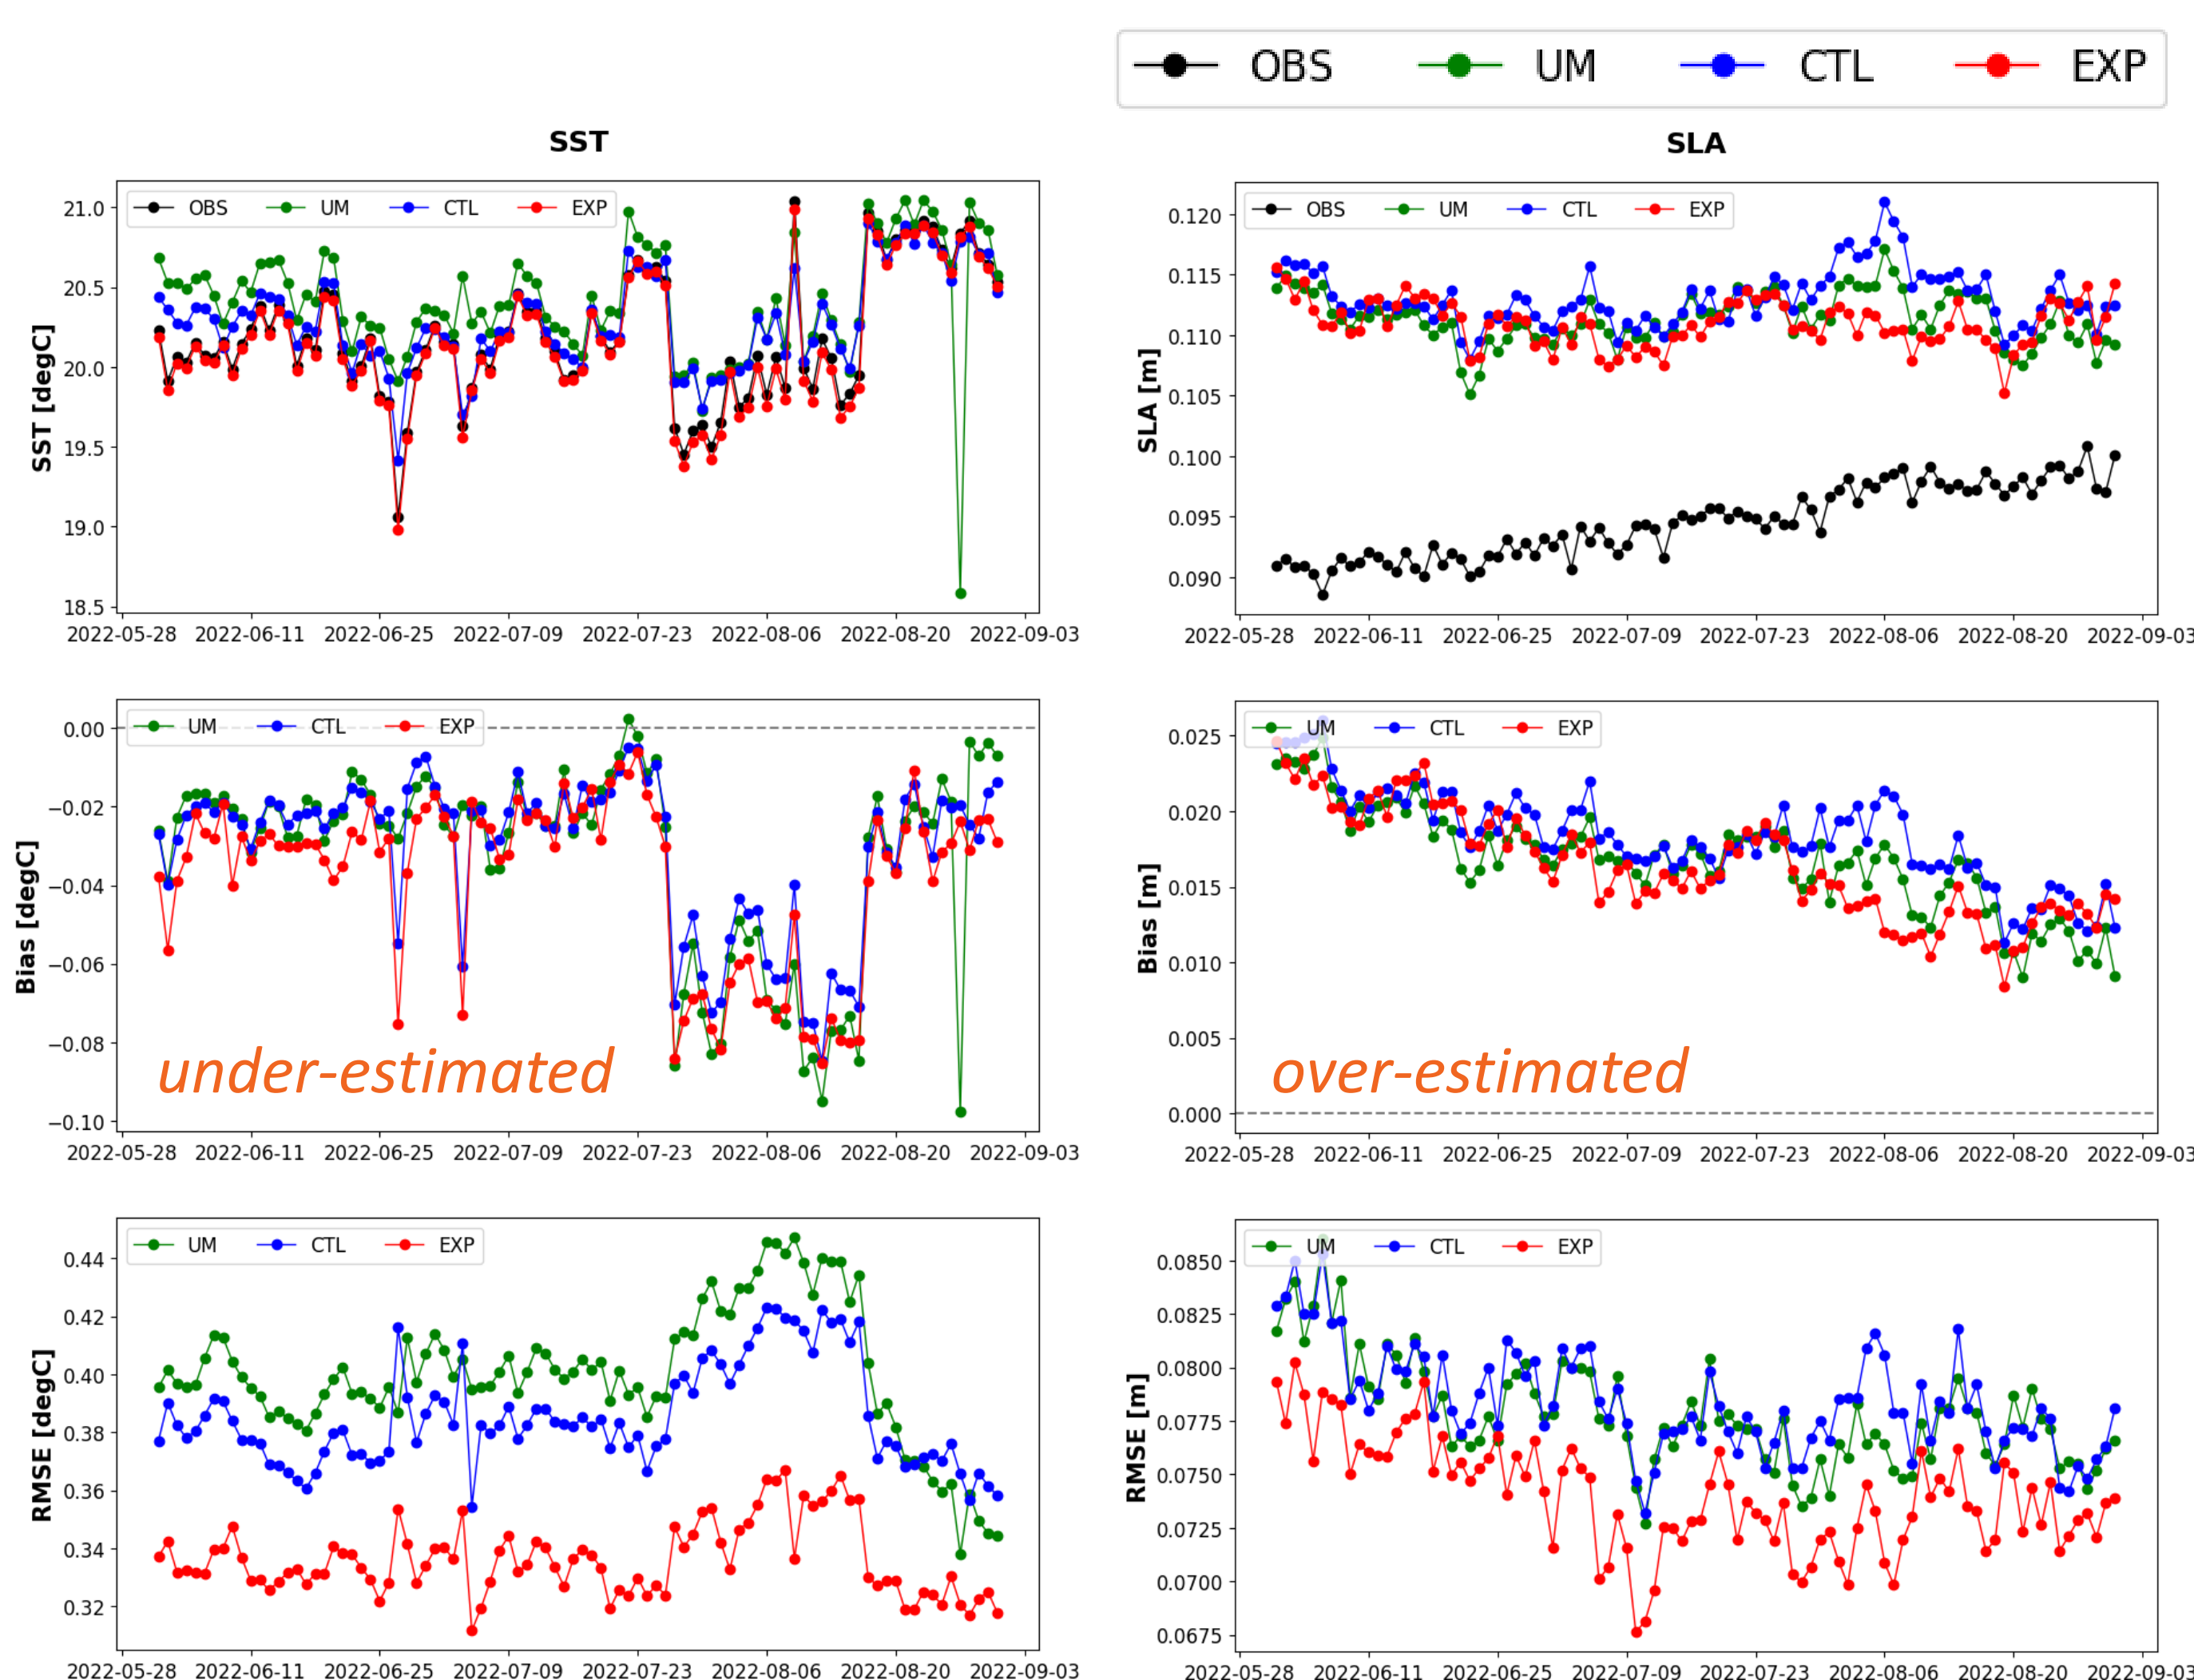 OBS UM CTL EXP
SST
OBS UM CTL EXP
SST [degC]
21.0
20.5
20.0
19.5
19.0
18.5
2022-05-28 2022-06-11 2022-06-25 2022-07-09 2022-07-23 2022-08-06 2022-08-20 2022-09-03
SLA
OBS UM CTL EXP
SLA [m]
0.120
0.115
0.110
0.105
0.100
0.095
0.090
2022-05-28 2022-06-11 2022-06-25 2022-07-09 2022-07-23 2022-08-06 2022-08-20 2022-09-03
UM CTL EXP
Bias [degC]
0.00
−0.02
−0.04
−0.06
−0.08
−0.10
under-estimated
2022-05-28 2022-06-11 2022-06-25 2022-07-09 2022-07-23 2022-08-06 2022-08-20 2022-09-03
UM CTL EXP
Bias [m]
0.025
0.020
0.015
0.010
0.005
0.000
over-estimated
2022-05-28 2022-06-11 2022-06-25 2022-07-09 2022-07-23 2022-08-06 2022-08-20 2022-09-03
UM CTL EXP
RMSE [degC]
0.44
0.42
0.40
0.38
0.36
0.34
0.32
2022-05-28 2022-06-11 2022-06-25 2022-07-09 2022-07-23 2022-08-06 2022-08-20 2022-09-03
UM CTL EXP
RMSE [m]
0.0850
0.0825
0.0800
0.0775
0.0750
0.0725
0.0700
0.0675
2022-05-28 2022-06-11 2022-06-25 2022-07-09 2022-07-23 2022-08-06 2022-08-20 2022-09-03